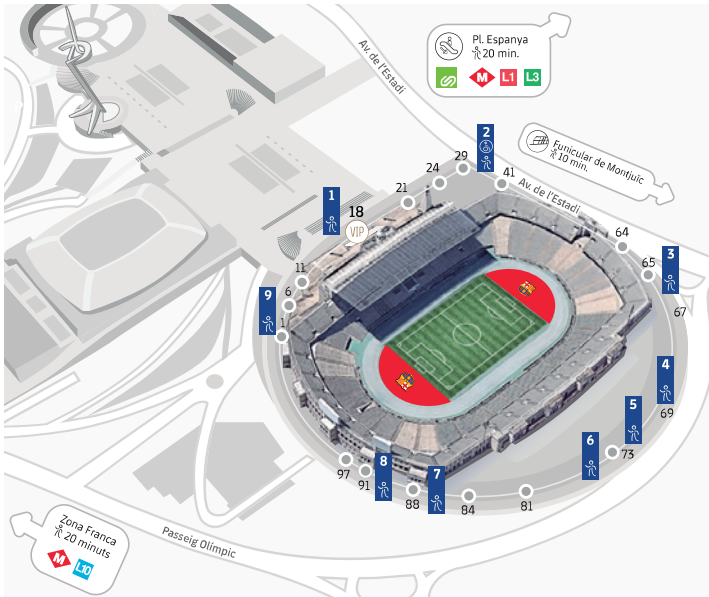 Av. de l'Estadi
Pl. Espanya
20 min.
M L1 L3
Funicular de Montjuïc
10 min.
Av. de l'Estadi
2
29
24
41
21
1
18
VIP
64
65
3
67
11
6
9
1
4
69
5
6
73
97
91
8
7
88
84
81
Passeig Olímpic
Zona Franca
20 minuts
M L10